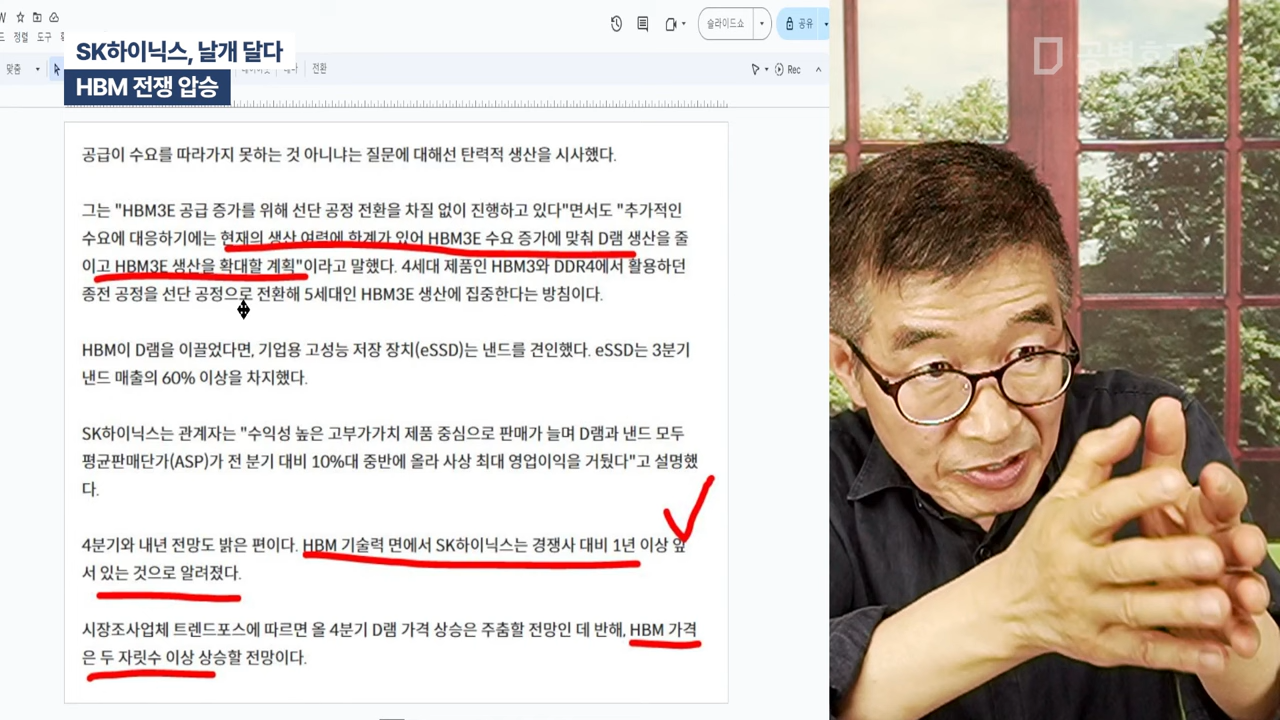 SK하이닉스, 날개 달다
HBM 전쟁 압승
정렬 도구
슬라이드쇼
공유
맞춤
전환
Rec
공병호
공급이 수요를 따라가지 못하는 것 아니냐는 질문에 대해선 탄력적 생산을 시사했다.
그는 "HBM3E 공급 증가를 위해 선단 공정 전환을 차질 없이 진행하고 있다"면서도 "추가적인
수요에 대응하기에는 현재의 생산 여력에 한계가 있어 HBM3E 수요 증가에 맞춰 D램 생산을 줄
이고 HBM3E 생산을 확대할 계획"이라고 말했다. 4세대 제품인 HBM3와 DDR4에서 활용하던
종전 공정을 선단 공정으로 전환해 5세대인 HBM3E 생산에 집중한다는 방침이다.
HBM이 D램을 이끌었다면, 기업용 고성능 저장 장치(eSSD)는 낸드를 견인했다. eSSD는 3분기
낸드 매출의 60% 이상을 차지했다.
SK하이닉스는 관계자는 "수익성 높은 고부가가치 제품 중심으로 판매가 늘며 D램과 낸드 모두
평균판매단가(ASP)가 전 분기 대비 10%대 중반에 올라 사상 최대 영업이익을 거뒀다"고 설명했
다.
4분기와 내년 전망도 밝은 편이다. HBM 기술력 면에서 SK하이닉스는 경쟁사 대비 1년 이상 앞
서 있는 것으로 알려졌다.
시장조사업체 트렌드포스에 따르면 올 4분기 D램 가격 상승은 주춤할 전망인 데 반해, HBM 가격
은 두 자릿수 이상 상승할 전망이다.